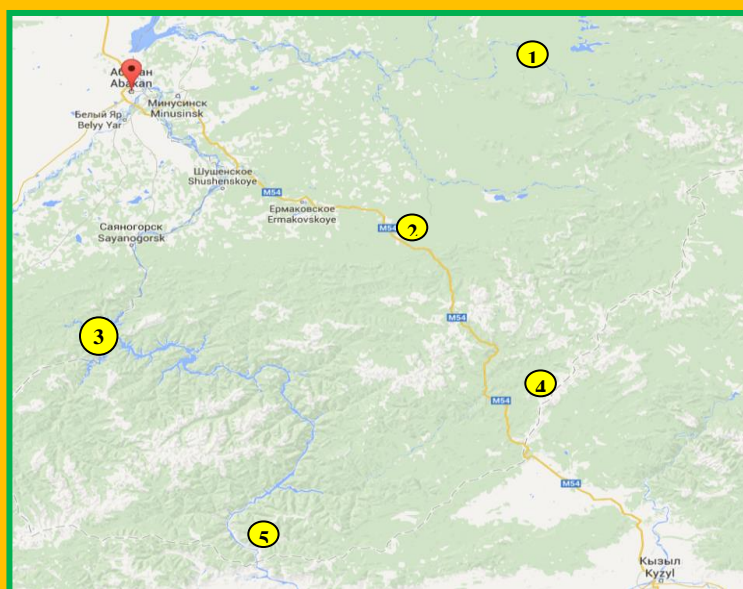 1
Абакан
Abakan
Минусинск
Minusinsk
Белый Яр
Belyy Yar
Шушенское
Shushenskoye
M54
Ермаковское
Ermakovskoye
2
M54
Саяногорск
Sayanogorsk
M54
3
4
M54
M54
5
Кызыл
Kyzyl